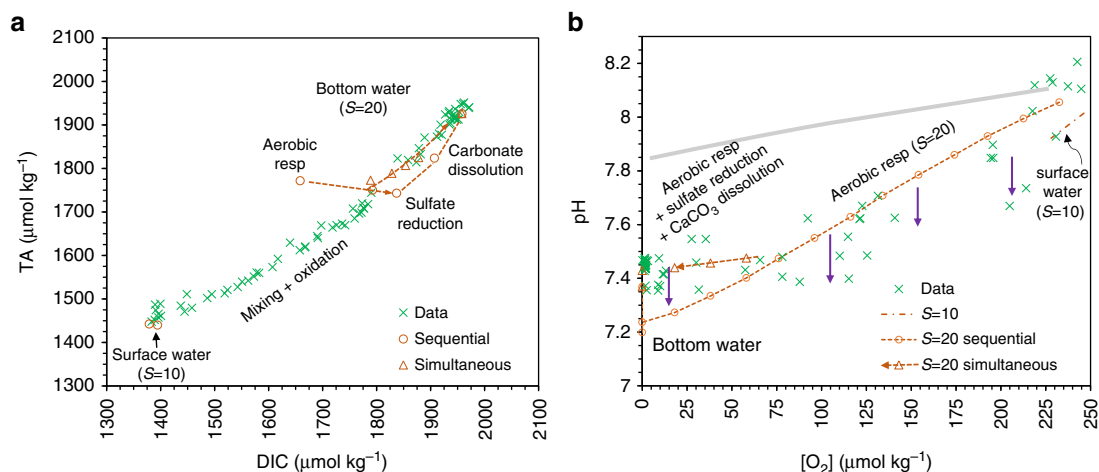 a
TA (μmol kg⁻¹)
2100
2000
1900
1800
1700
1600
1500
1400
1300
Bottom water
(S=20)
Aerobic
resp
Carbonate
dissolution
Sulfate
reduction
Mixing + oxidation
Surface water
(S=10)
Data
Sequential
Simultaneous
1300
1400
1500
1600
1700
1800
1900
2000
2100
DIC (μmol kg⁻¹)
b
pH
8.2
8
7.8
7.6
7.4
7.2
7
Aerobic resp
+ sulfate reduction
+ CaCO₃ dissolution
Aerobic resp (S=20)
surface
water
(S=10)
Bottom water
Data
S=10
S=20 sequential
S=20 simultaneous
0
25
50
75
100
125
150
175
200
225
250
[O₂] (μmol kg⁻¹)